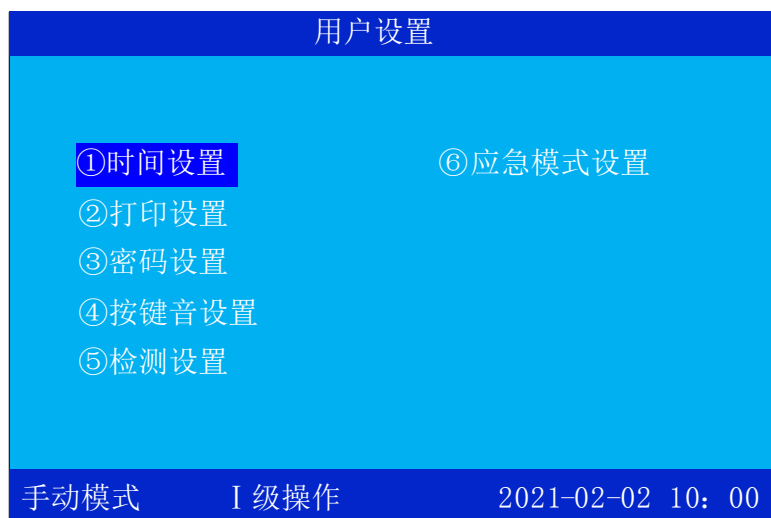 用户设置
①时间设置
⑥应急模式设置
②打印设置
③密码设置
④按键音设置
⑤检测设置
手动模式 I级操作 2021-02-02 10：00